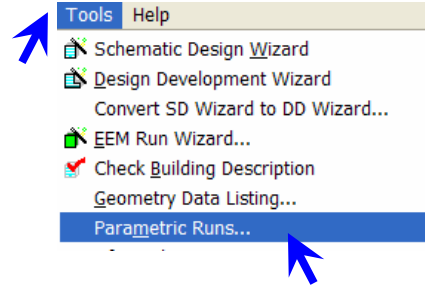 Tools Help
Schematic Design Wizard
Design Development Wizard
Convert SD Wizard to DD Wizard...
EEM Run Wizard...
Check Building Description
Geometry Data Listing...
Parametric Runs...